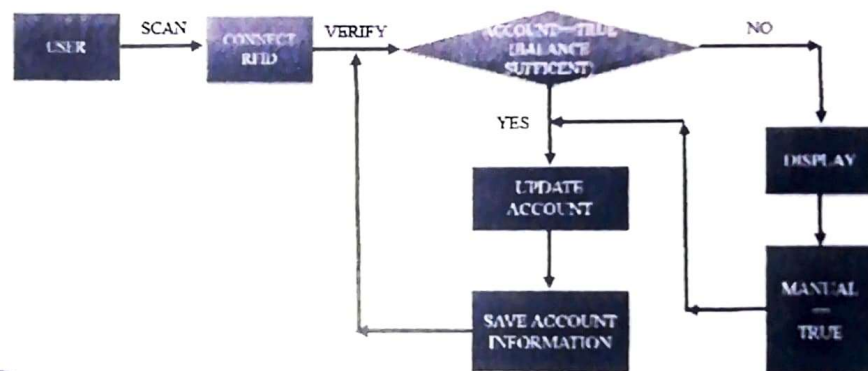 SCAN
VERIFY
NO
USER
CONNECT
RFID
ACCOUNT—TRUE
(BALANCE
SUFFICENT)
YES
DISPLAY
UPDATE
ACCOUNT
MANUAL
—
TRUE
SAVE ACCOUNT
INFORMATION